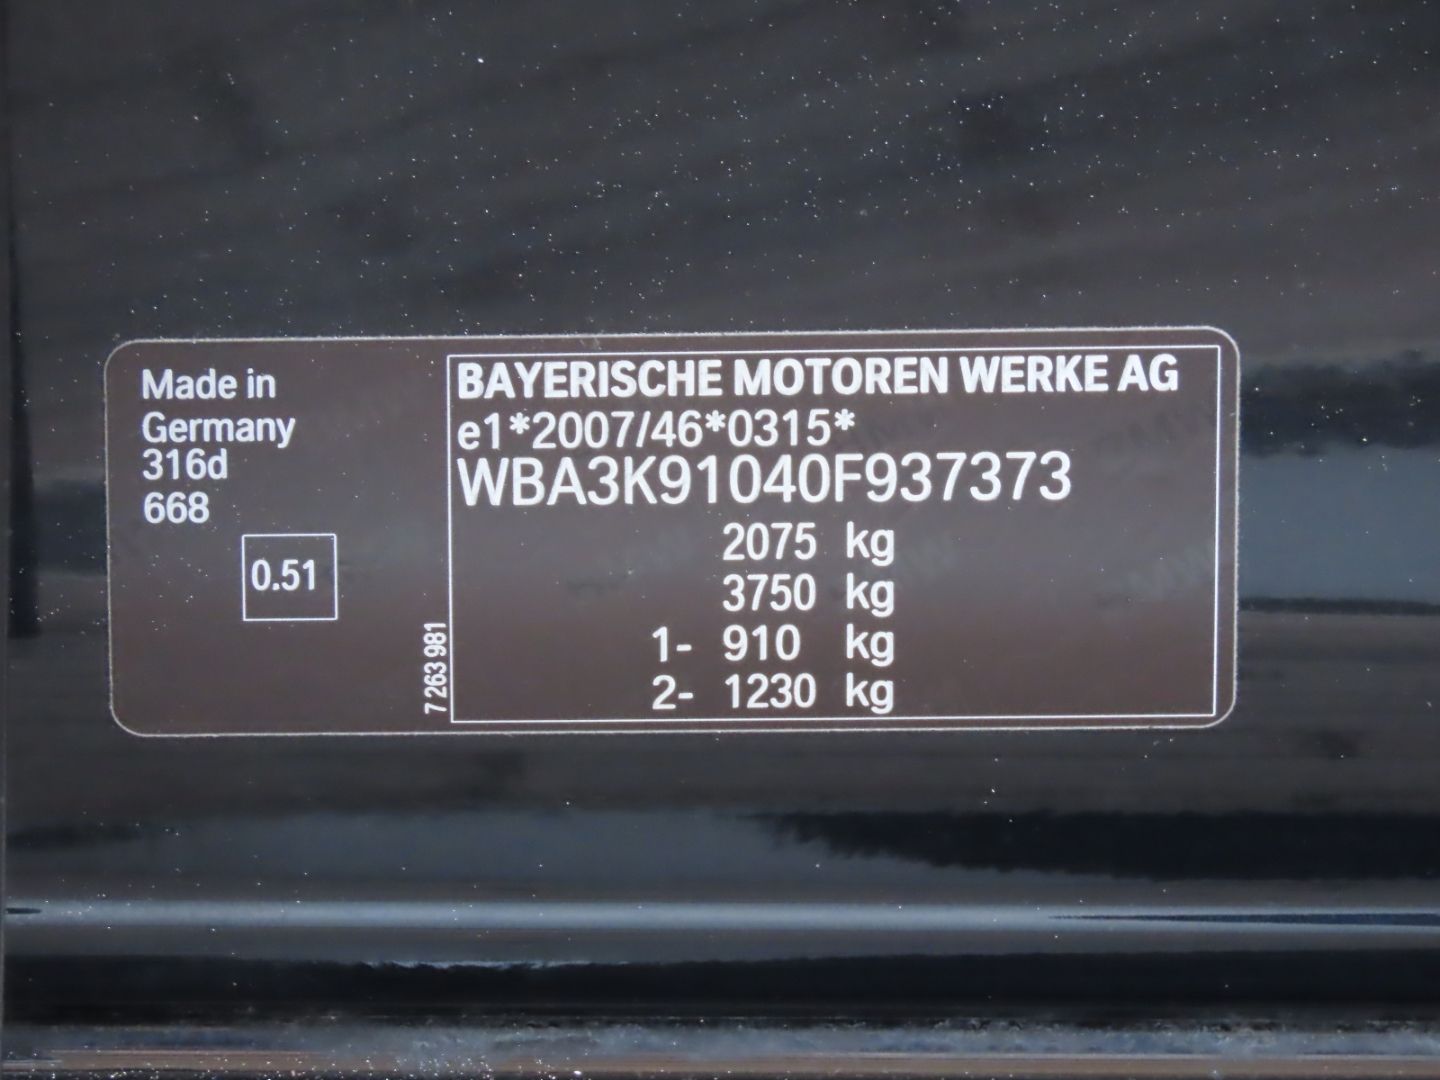 Made in
Germany
316d
668
0.51
7 263 981
BAYERISCHE MOTOREN WERKE AG
e1*2007/46*0315*
WBA3K91040F937373
2075 kg
3750 kg
1- 910 kg
2- 1230 kg